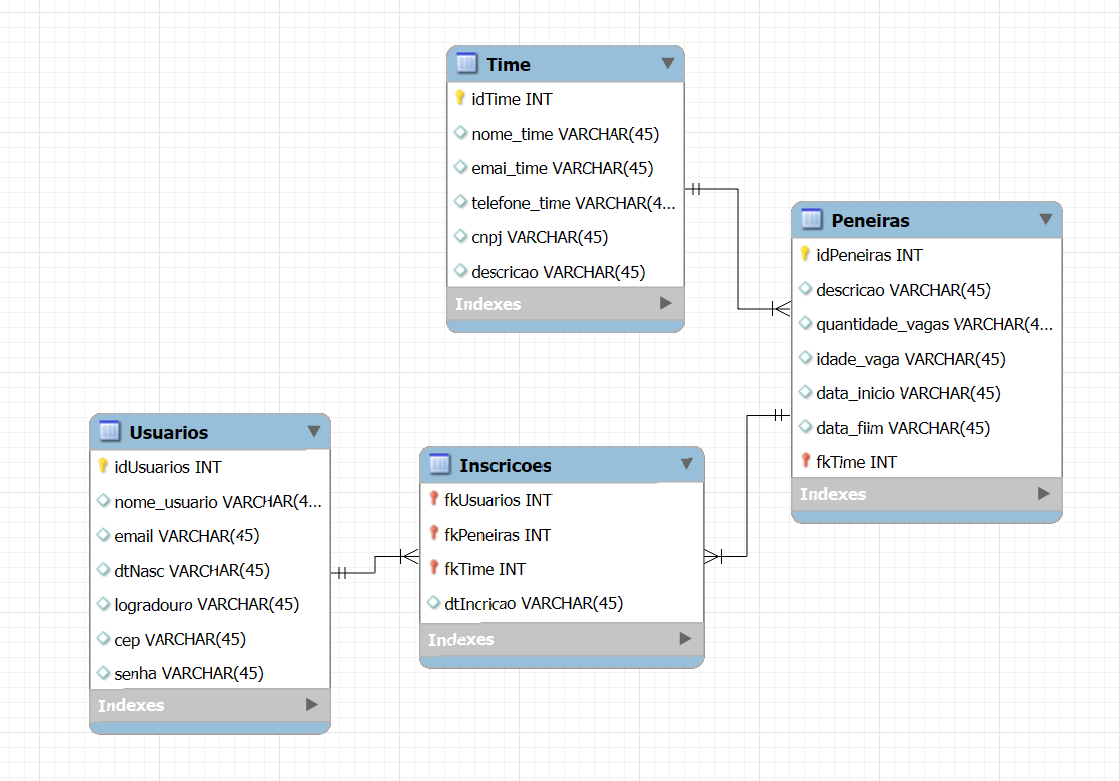 Time
idTime INT
nome_time VARCHAR(45)
emai_time VARCHAR(45)
telefone_time VARCHAR(4...
cnpj VARCHAR(45)
descricao VARCHAR(45)
Indexes
Peneiras
idPeneiras INT
descricao VARCHAR(45)
quantidade_vagas VARCHAR(4...
idade_vaga VARCHAR(45)
data_inicio VARCHAR(45)
data_fiim VARCHAR(45)
fkTime INT
Indexes
Usuarios
idUsuarios INT
nome_usuario VARCHAR(4...
email VARCHAR(45)
dtNasc VARCHAR(45)
logradouro VARCHAR(45)
cep VARCHAR(45)
senha VARCHAR(45)
Indexes
Inscricoes
fkUsuarios INT
fkPeneiras INT
fkTime INT
dtIncricao VARCHAR(45)
Indexes